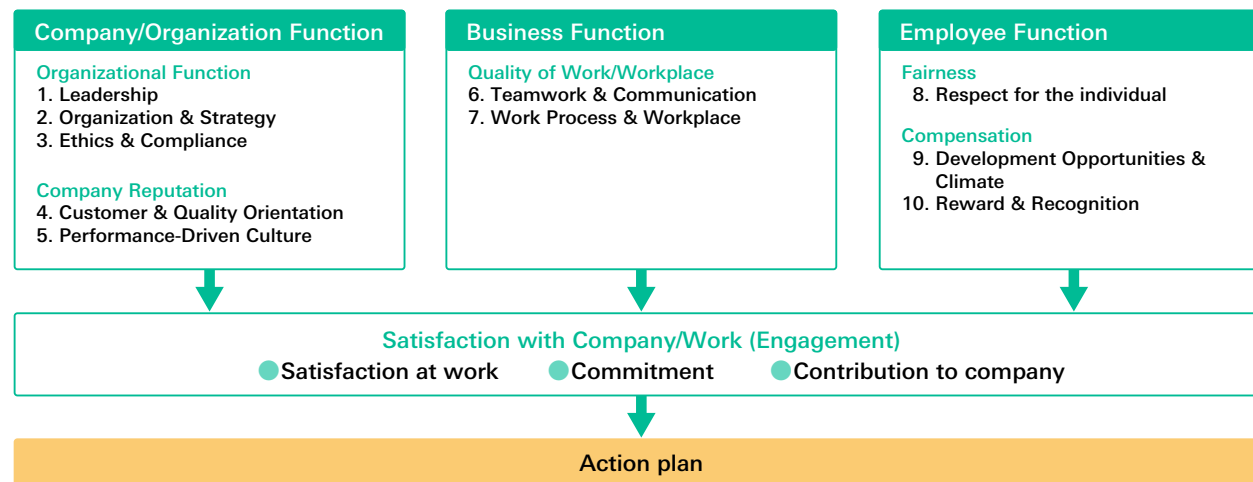 Company/Organization Function
Organizational Function
1. Leadership
2. Organization & Strategy
3. Ethics & Compliance
Company Reputation
4. Customer & Quality Orientation
5. Performance-Driven Culture
Business Function
Quality of Work/Workplace
6. Teamwork & Communication
7. Work Process & Workplace
Employee Function
Fairness
8. Respect for the individual
Compensation
9. Development Opportunities &
Climate
10. Reward & Recognition
Satisfaction with Company/Work (Engagement)
Satisfaction at work Commitment Contribution to company
Action plan